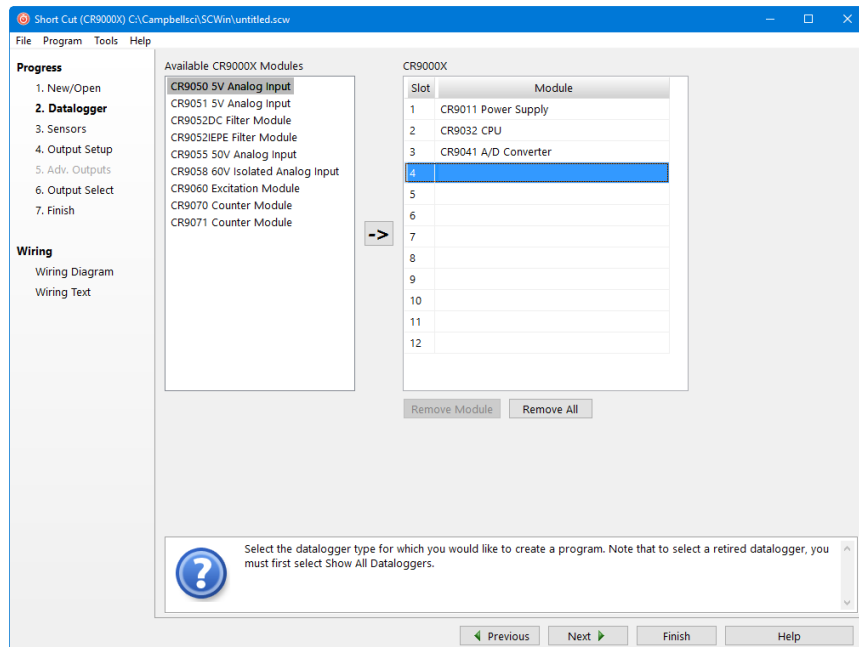 Short Cut (CR9000X) C:\Campbellsci\SCWin\untitled.scw
File Program Tools Help
Progress
1. New/Open
2. Datalogger
3. Sensors
4. Output Setup
5. Adv. Outputs
6. Output Select
7. Finish
Wiring
Wiring Diagram
Wiring Text
Available CR9000X Modules
CR9050 5V Analog Input
CR9051 5V Analog Input
CR9052DC Filter Module
CR9052IEPE Filter Module
CR9055 50V Analog Input
CR9058 60V Isolated Analog Input
CR9060 Excitation Module
CR9070 Counter Module
CR9071 Counter Module
->
CR9000X
Slot Module
1 CR9011 Power Supply
2 CR9032 CPU
3 CR9041 A/D Converter
4
5
6
7
8
9
10
11
12
Remove Module Remove All
Select the datalogger type for which you would like to create a program. Note that to select a retired datalogger, you
must first select Show All Dataloggers.
Previous Next Finish Help